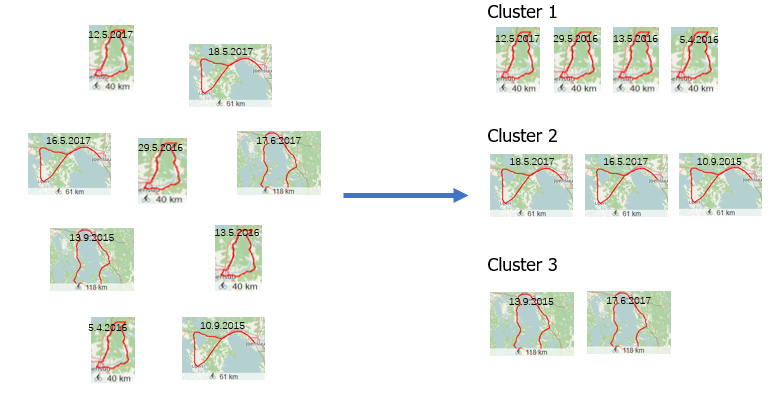 12.5.2017
40 km
18.5.2017
61 km
16.5.2017
61 km
29.5.2016
40 km
17.6.2017
118 km
13.9.2015
118 km
13.5.2016
40 km
5.4.2016
40 km
10.9.2015
61 km
Cluster 1
12.5.2017 29.5.2016 13.5.2016 5.4.2016
40 km 40 km 40 km 40 km
Cluster 2
18.5.2017 16.5.2017 10.9.2015
61 km 61 km 61 km
Cluster 3
13.9.2015 17.6.2017
118 km 118 km